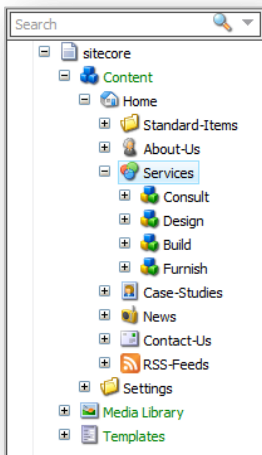 Search
sitecore
Content
Home
Standard-Items
About-Us
Services
Consult
Design
Build
Furnish
Case-Studies
News
Contact-Us
RSS-Feeds
Settings
Media Library
Templates